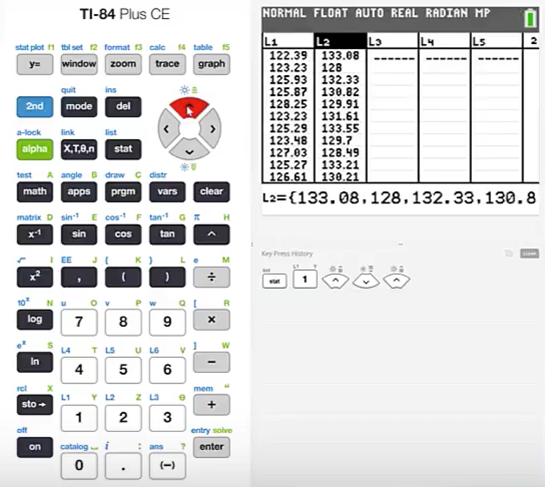 TI-84 Plus CE
stat plot f1 tbl set f2 format f3 calc f4 table f5
y= window zoom trace graph
quit ins
2nd mode del
a-lock link list
alpha X,T,θ,n stat
test A angle B draw C distr
math apps prgm vars clear
matrix D sin⁻¹ E cos⁻¹ F tan⁻¹ G π H
x⁻¹ sin cos tan ^
√ I EE J { K } L e M
x² , ( ) ÷
10ˣ N u O v P w Q [ R
log 7 8 9 ×
eˣ S L4 T L5 U L6 V ] W
ln 4 5 6 −
rcl X L1 Y L2 Z L3 θ mem "
sto→ 1 2 3 +
off catalog i : ans ? entry solve
on 0 . (−) enter
NORMAL FLOAT AUTO REAL RADIAN MP
L1 L2 L3 L4 L5 2
122.39 133.08 ------ ------ ------
123.23 128
125.93 132.33
125.87 130.82
128.25 129.91
123.23 131.61
125.29 133.55
123.48 129.7
127.03 128.49
125.27 133.21
126.61 130.21
L2={133.08,128,132.33,130.8
Key Press History
list L1 Y
stat 1